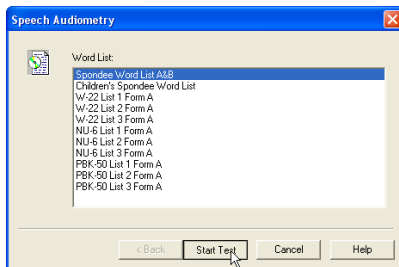 Speech Audiometry
Word List:
Spondee Word List A&B
Children's Spondee Word List
W-22 List 1 Form A
W-22 List 2 Form A
W-22 List 3 Form A
NU-6 List 1 Form A
NU-6 List 2 Form A
NU-6 List 3 Form A
PBK-50 List 1 Form A
PBK-50 List 2 Form A
PBK-50 List 3 Form A
< Back Start Test Cancel Help